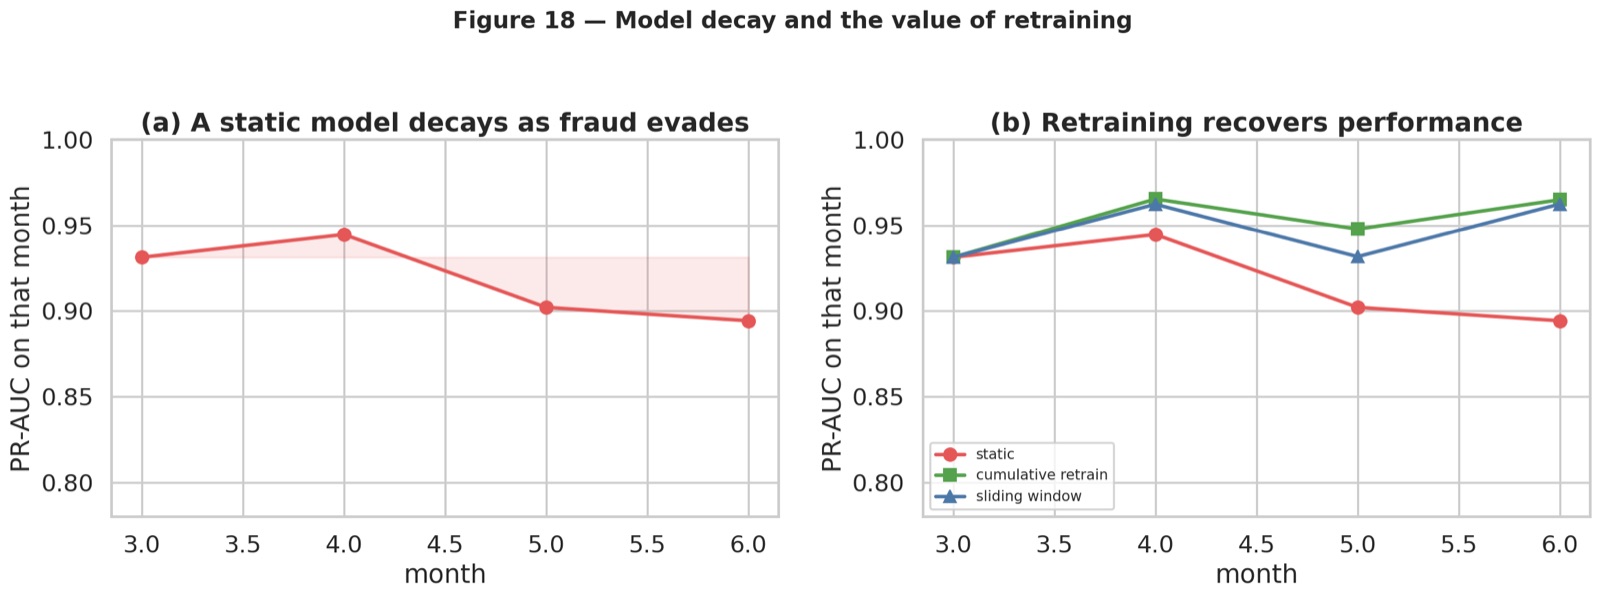 Figure 18 — Model decay and the value of retraining
(a) A static model decays as fraud evades
PR-AUC on that month
1.00
0.95
0.90
0.85
0.80
3.0 3.5 4.0 4.5 5.0 5.5 6.0
month
(b) Retraining recovers performance
PR-AUC on that month
1.00
0.95
0.90
0.85
0.80
static
cumulative retrain
sliding window
3.0 3.5 4.0 4.5 5.0 5.5 6.0
month